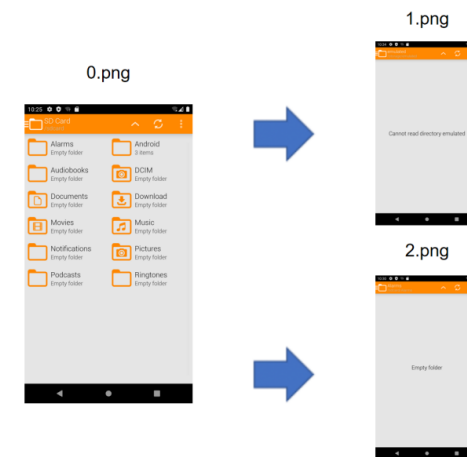 1.png
0.png
10:25
SD Card
Alarms
Empty folder
Android
3 items
Audiobooks
Empty folder
DCIM
Empty folder
Documents
Empty folder
Download
Empty folder
Movies
Empty folder
Music
Empty folder
Notifications
Empty folder
Pictures
Empty folder
Podcasts
Empty folder
Ringtones
Empty folder
Cannot read directory emulated
2.png
Empty folder